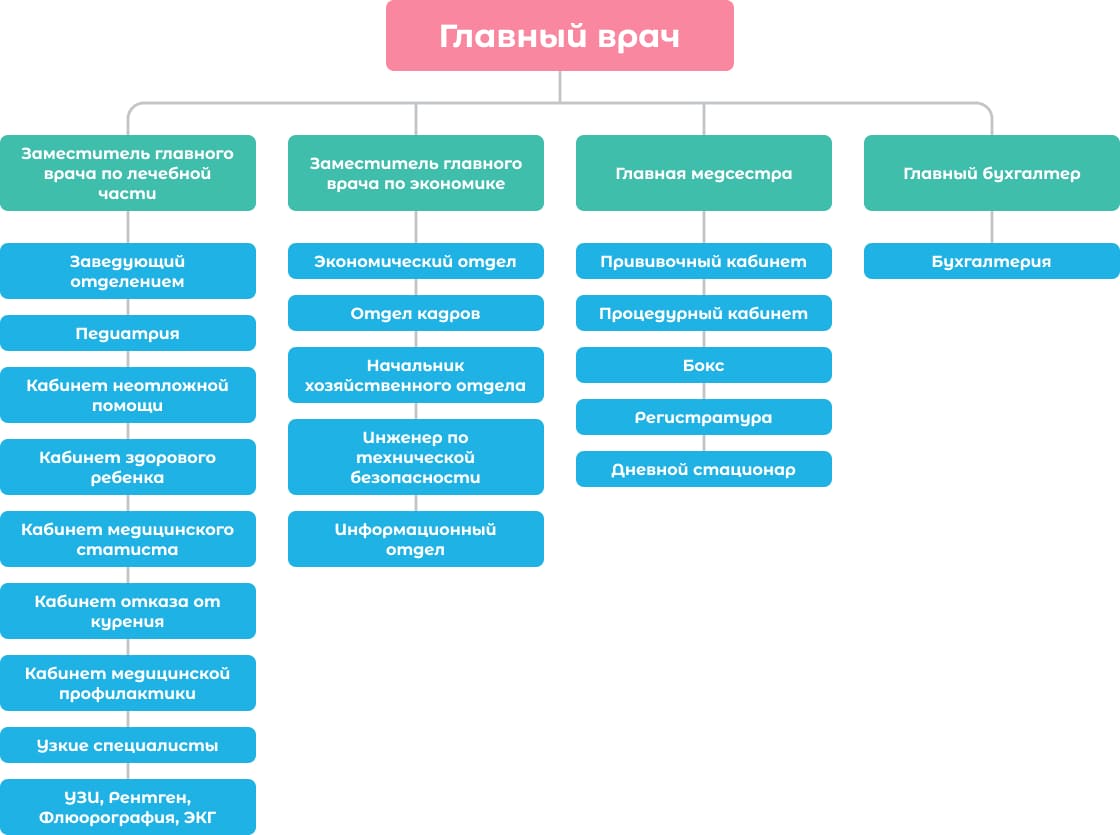 Главный врач
Заместитель главного
врача по лечебной
части
Заведующий
отделением
Педиатрия
Кабинет неотложной
помощи
Кабинет здорового
ребенка
Кабинет медицинского
статиста
Кабинет отказа от
курения
Кабинет медицинской
профилактики
Узкие специалисты
УЗИ, Рентген,
Флюорография, ЭКГ
Заместитель главного
врача по экономике
Экономический отдел
Отдел кадров
Начальник
хозяйственного отдела
Инженер по
технической
безопасности
Информационный
отдел
Главная медсестра
Прививочный кабинет
Процедурный кабинет
Бокс
Регистратура
Дневной стационар
Главный бухгалтер
Бухгалтерия